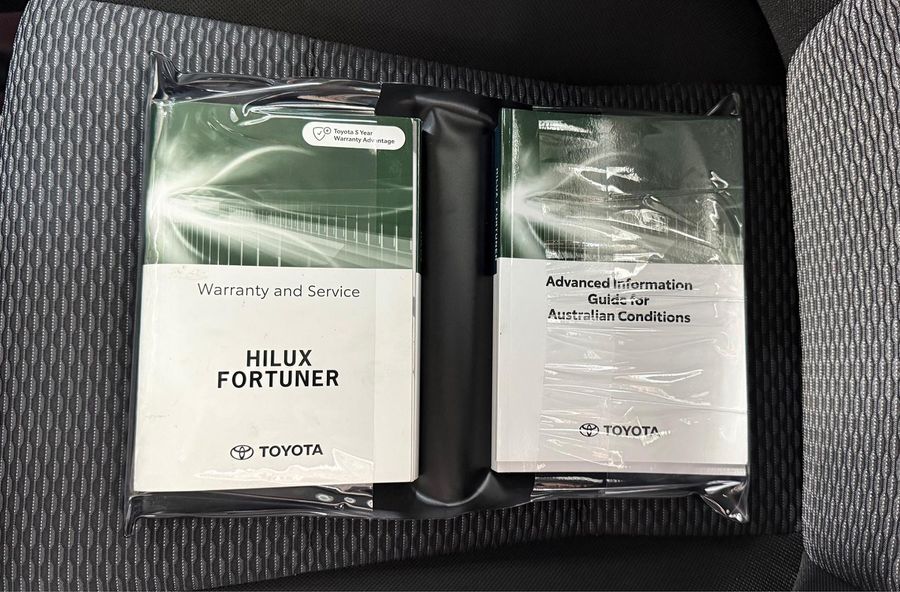 Toyota 5 Year
Warranty Advantage
Warranty and Service
HILUX
FORTUNER
TOYOTA
Advanced Information
Guide for
Australian Conditions
TOYOTA